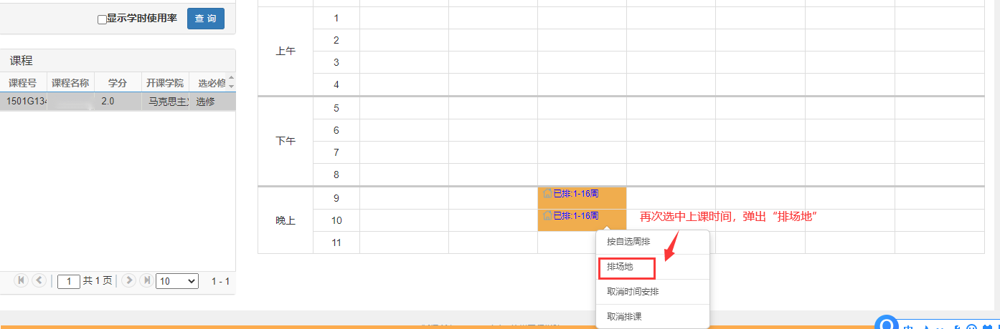 显示学时使用率 查 询
课程
课程号 课程名称 学分 开课学院 选必修
1501G134 2.0 马克思主 选修
共 1 页 10 1 - 1
1
上午
1
2
3
4
下午
5
6
7
8
晚上
9 已排:1-16周
10 已排:1-16周
11
再次选中上课时间，弹出“排场地”
按自选周排
排场地
取消时间安排
取消排课
中